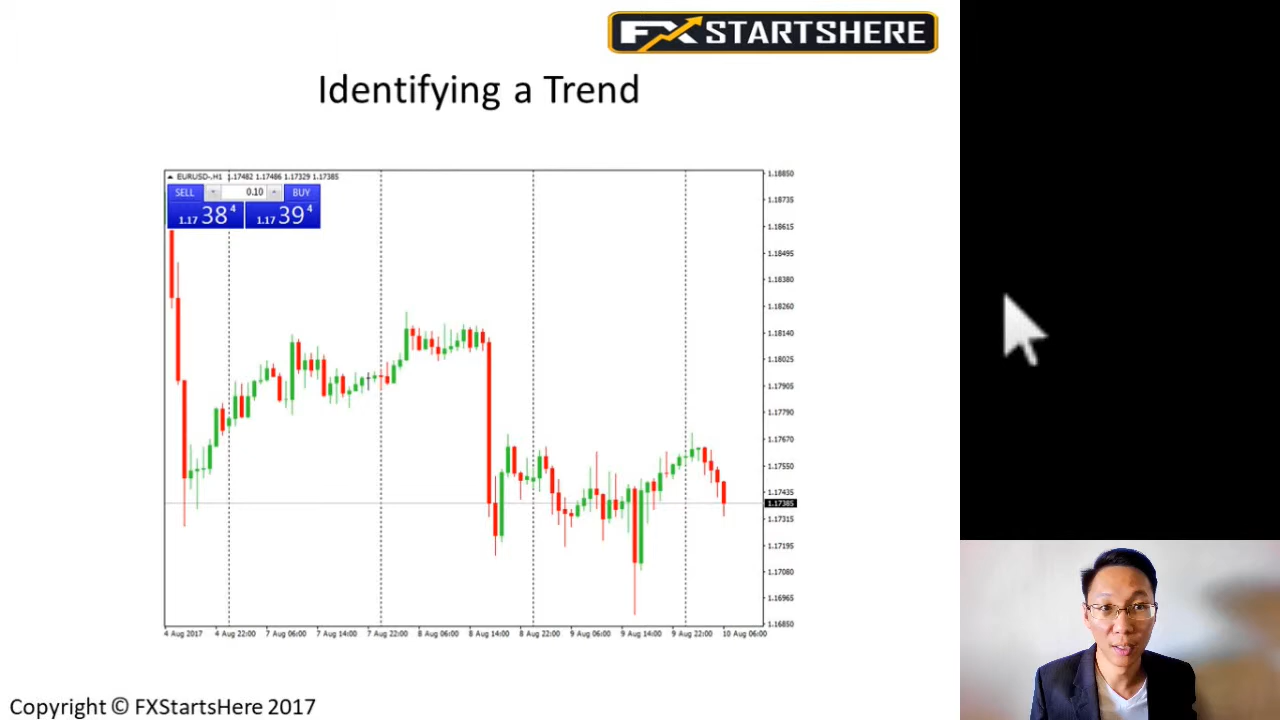 FXSTARTSHERE
Identifying a Trend
EURUSD-.H1 1.17482 1.17486 1.17329 1.17385
SELL 0.10 BUY
1.17 38 4 1.17 39 4
1.18850
1.18735
1.18615
1.18495
1.18380
1.18260
1.18140
1.18025
1.17905
1.17790
1.17670
1.17550
1.17435
1.17385
1.17315
1.17195
1.17080
1.16965
1.16850
4 Aug 2017 4 Aug 22:00 7 Aug 06:00 7 Aug 14:00 7 Aug 22:00 8 Aug 06:00 8 Aug 14:00 8 Aug 22:00 9 Aug 06:00 9 Aug 14:00 9 Aug 22:00 10 Aug 06:00
Copyright © FXStartsHere 2017